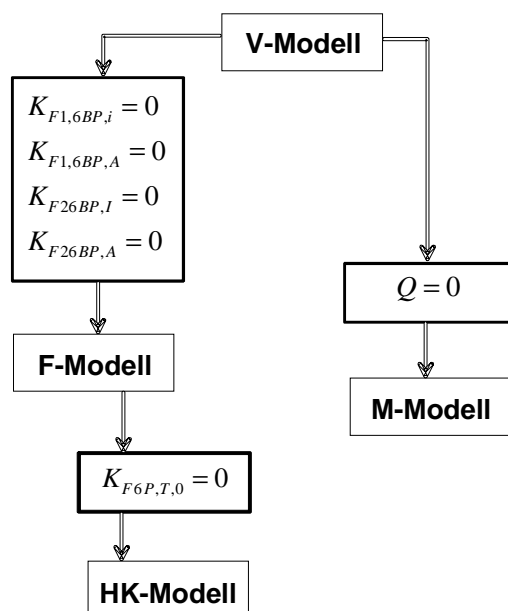 V-Modell
K_{F1,6BP,i} = 0
K_{F1,6BP,A} = 0
K_{F26BP,I} = 0
K_{F26BP,A} = 0
Q = 0
F-Modell
M-Modell
K_{F6P,T,0} = 0
HK-Modell